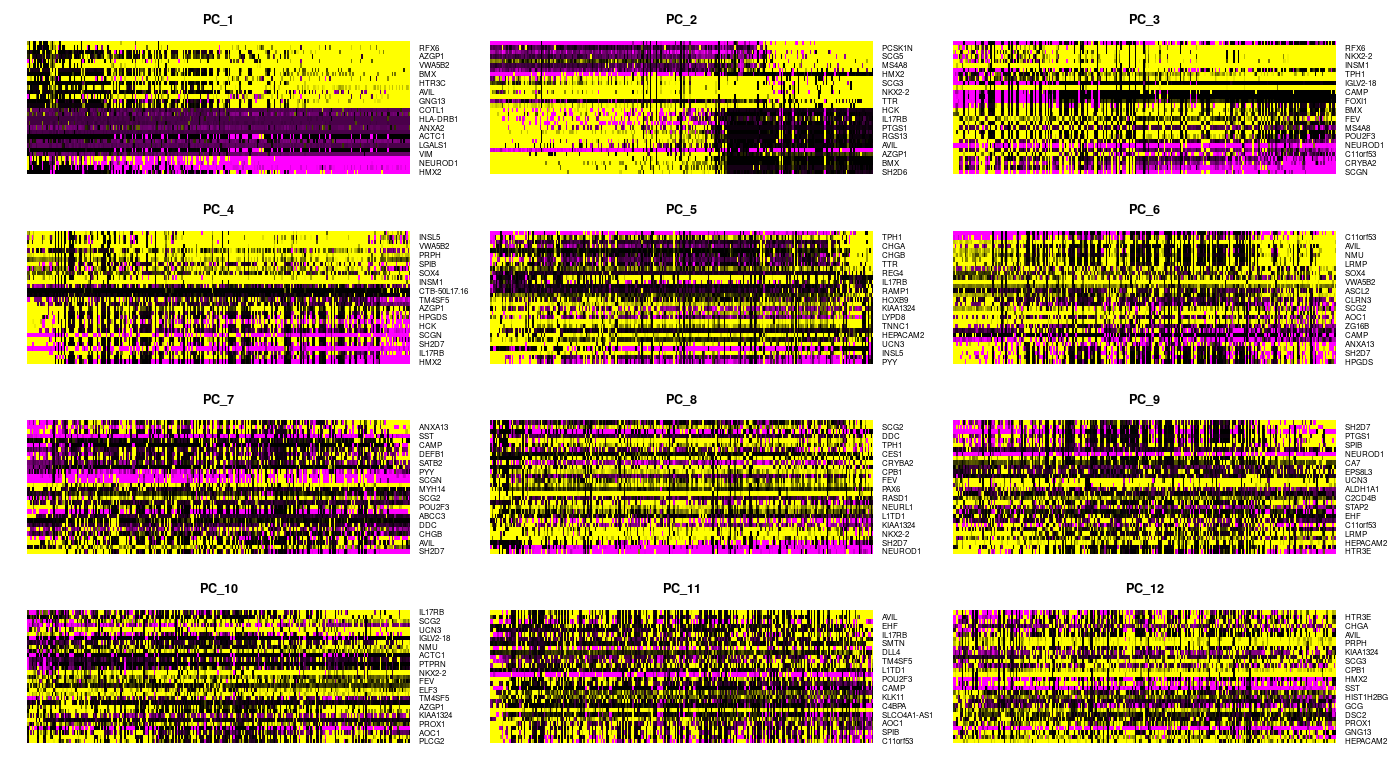 PC_1
RFX6
AZGP1
VWA5B2
BMX
HTR3C
AVIL
GNG13
COTL1
HLA-DRB1
ANXA2
ACTC1
LGALS1
VIM
NEUROD1
HMX2
PC_2
PCSK1N
SCG5
MS4A8
HMX2
SCG3
NKX2-2
TTR
HCK
IL17RB
PTGS1
RGS13
AVIL
AZGP1
BMX
SH2D6
PC_3
RFX6
NKX2-2
INSM1
TPH1
IGLV2-18
CAMP
FOXI1
BMX
FEV
MS4A8
POU2F3
NEUROD1
C11orf53
CRYBA2
SCGN
PC_4
INSL5
VWA5B2
PRPH
SPIB
SOX4
INSM1
CTB-50L17.16
TM4SF5
AZGP1
HPGDS
HCK
SCGN
SH2D7
IL17RB
HMX2
PC_5
TPH1
CHGA
CHGB
TTR
REG4
IL17RB
RAMP1
HOXB9
KIAA1324
LYPD8
TNNC1
HEPACAM2
UCN3
INSL5
PYY
PC_6
C11orf53
AVIL
NMU
LRMP
SOX4
VWA5B2
ASCL2
CLRN3
SCG2
AOC1
ZG16B
CAMP
ANXA13
SH2D7
HPGDS
PC_7
ANXA13
SST
CAMP
DEFB1
SATB2
PYY
SCGN
MYH14
SCG2
POU2F3
ABCC3
DDC
CHGB
AVIL
SH2D7
PC_8
SCG2
DDC
TPH1
CES1
CRYBA2
CPB1
FEV
PAX6
RASD1
NEURL1
L1TD1
KIAA1324
NKX2-2
SH2D7
NEUROD1
PC_9
SH2D7
PTGS1
SPIB
NEUROD1
CA7
EPS8L3
UCN3
ALDH1A1
C2CD4B
STAP2
EHF
C11orf53
LRMP
HEPACAM2
HTR3E
PC_10
IL17RB
SCG2
UCN3
IGLV2-18
NMU
ACTC1
PTPRN
NKX2-2
FEV
ELF3
TM4SF5
AZGP1
KIAA1324
PROX1
AOC1
PLCG2
PC_11
AVIL
EHF
IL17RB
SMTN
DLL4
TM4SF5
L1TD1
POU2F3
CAMP
KLK11
C4BPA
SLCO4A1-AS1
AOC1
SPIB
C11orf53
PC_12
HTR3E
CHGA
AVIL
PRPH
KIAA1324
SCG3
CPB1
HMX2
SST
HIST1H2BG
GCG
DSC2
PROX1
GNG13
HEPACAM2